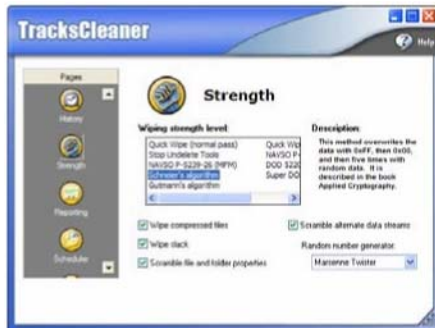 TracksCleaner
Help
Pages
History
Strength
Reporting
Scheduler
Strength
Wiping strength level:
Quick Wipe (normal pass)
Stop Undelete Tools
NAVSO P-5239-26 (MFM)
Schneier's algorithm
Gutmann's algorithm
Quick Wip
NAVSO P-
DOD 5220
Super DO
Description:
This method overwrites the
data with 0xFF, then 0x00,
and then five times with
random data. It is
described in the book
Applied Cryptography.
Wipe compressed files
Wipe slack
Scramble file and folder properties
Scramble alternate data streams
Random number generator:
Marsenne Twister